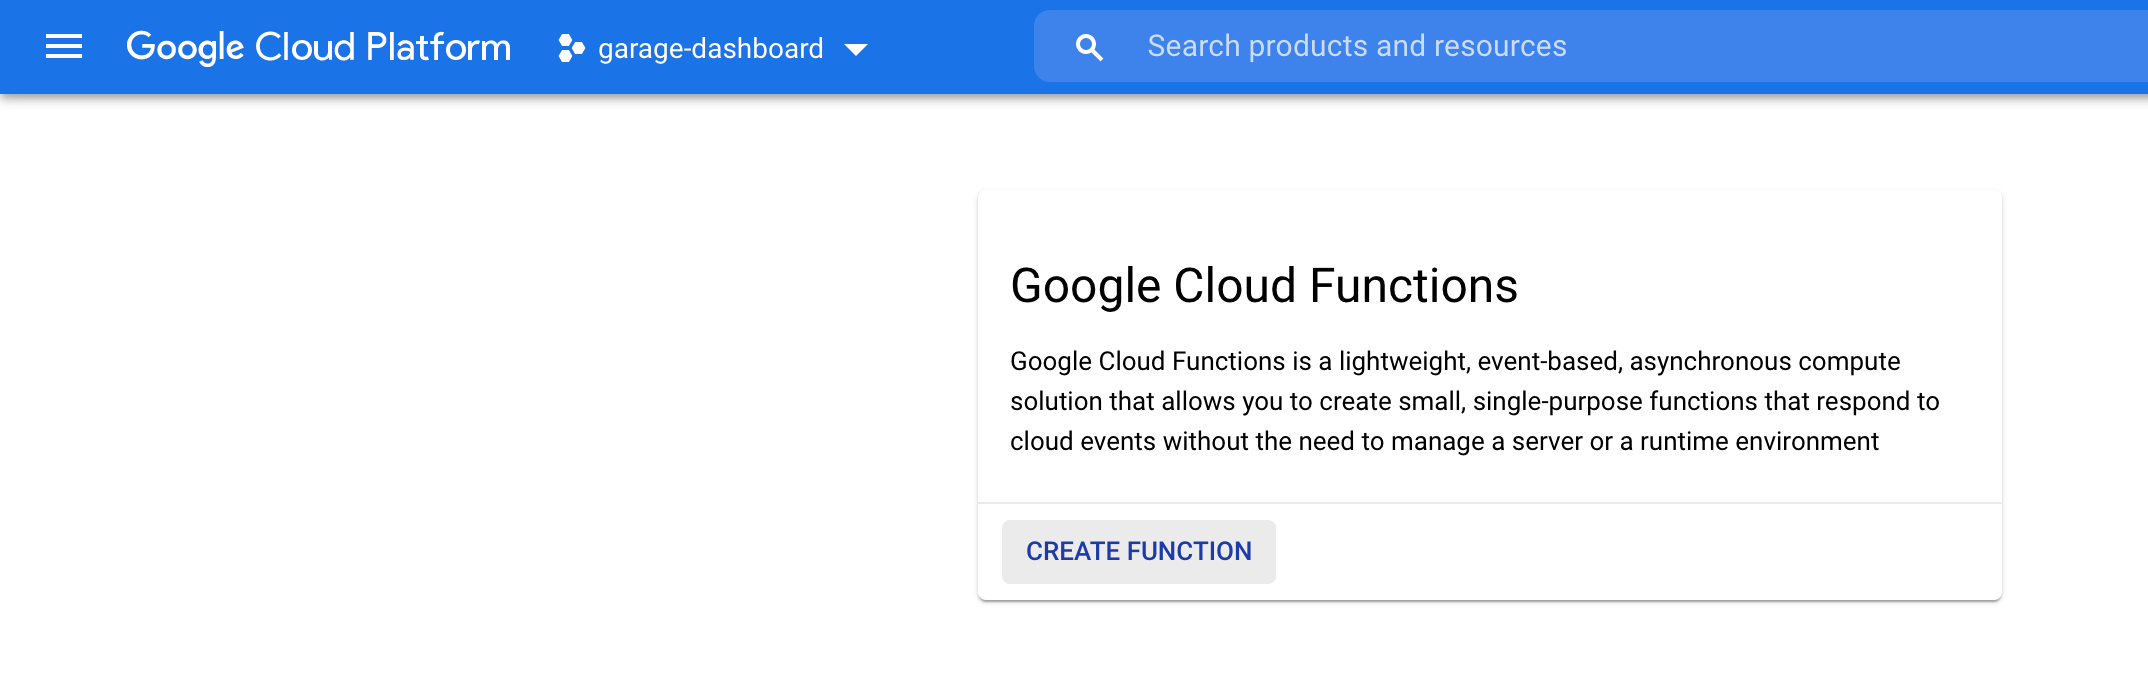 Google Cloud Platform
garage-dashboard
Search products and resources
Google Cloud Functions
Google Cloud Functions is a lightweight, event-based, asynchronous compute
solution that allows you to create small, single-purpose functions that respond to
cloud events without the need to manage a server or a runtime environment
CREATE FUNCTION